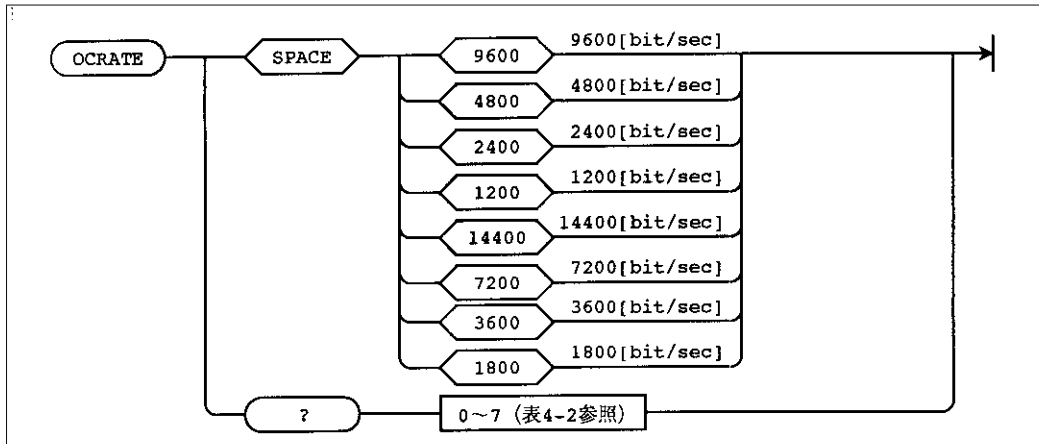 OCRATE SPACE 9600 9600[bit/sec]
4800 4800[bit/sec]
2400 2400[bit/sec]
1200 1200[bit/sec]
14400 14400[bit/sec]
7200 7200[bit/sec]
3600 3600[bit/sec]
1800 1800[bit/sec]
? 0～7 (表4-2参照)